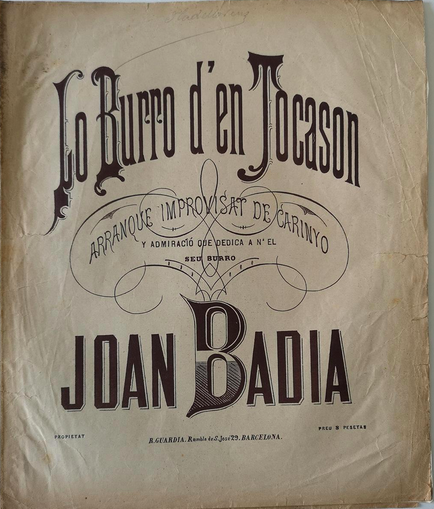 Lo Burro d'en Tocason
ARRANQUE IMPROVISAT DE CARINYO
Y ADMIRACIÓ QUE DEDICA A N'EL
SEU BURRO
JOAN BADIA
PROPIETAT
PREU 3 PESETAS
B. GUARDIA. Rambla de S. José 29. BARCELONA.